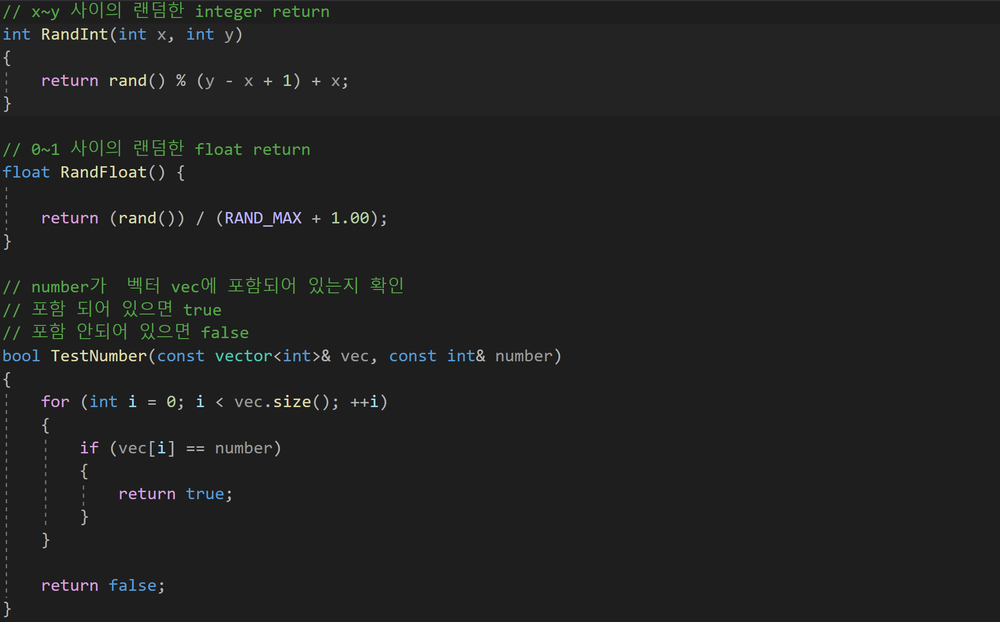 // x~y 사이의 랜덤한 integer return
int RandInt(int x, int y)
{
    return rand() % (y - x + 1) + x;
}

// 0~1 사이의 랜덤한 float return
float RandFloat() {

    return (rand()) / (RAND_MAX + 1.00);
}

// number가  벡터 vec에 포함되어 있는지 확인
// 포함 되어 있으면 true
// 포함 안되어 있으면 false
bool TestNumber(const vector<int>& vec, const int& number)
{
    for (int i = 0; i < vec.size(); ++i)
    {
        if (vec[i] == number)
        {
            return true;
        }
    }

    return false;
}